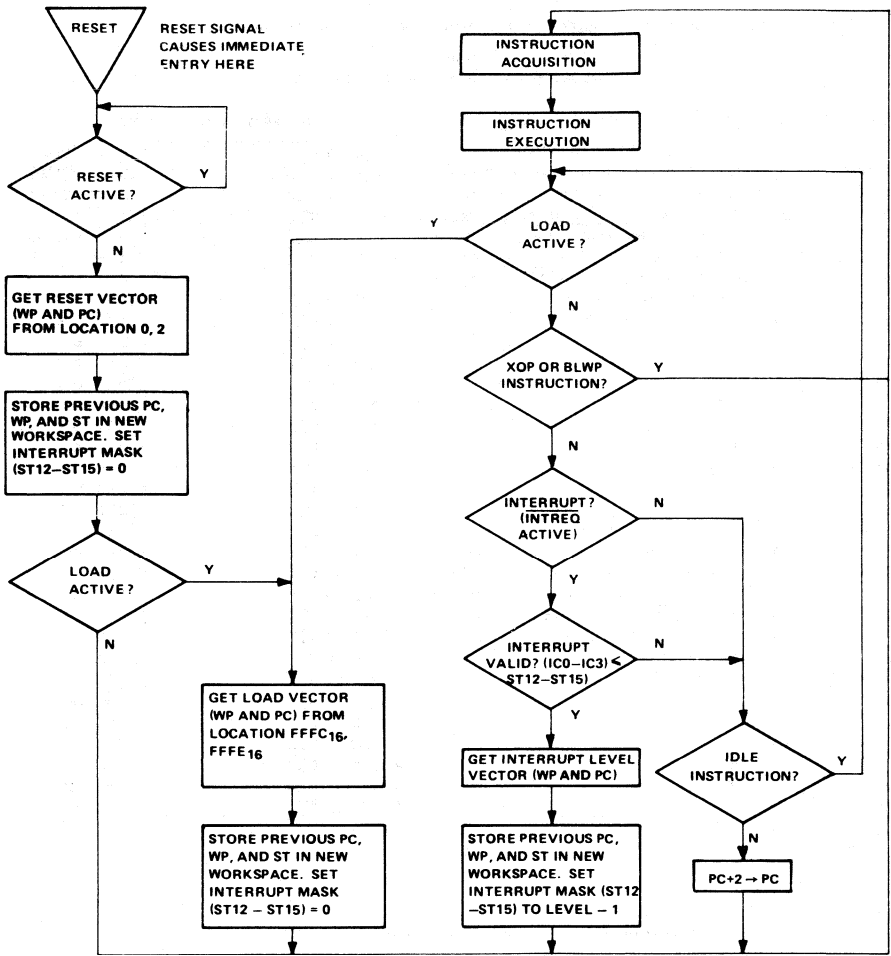 RESET
RESET SIGNAL
CAUSES IMMEDIATE
ENTRY HERE
RESET
ACTIVE?
Y
N
GET RESET VECTOR
(WP AND PC)
FROM LOCATION 0, 2
STORE PREVIOUS PC,
WP, AND ST IN NEW
WORKSPACE. SET
INTERRUPT MASK
(ST12–ST15) = 0
LOAD
ACTIVE?
Y
N
GET LOAD VECTOR
(WP AND PC) FROM
LOCATION FFFC16,
FFFE16
STORE PREVIOUS PC,
WP, AND ST IN NEW
WORKSPACE. SET
INTERRUPT MASK
(ST12 – ST15) = 0
INSTRUCTION
ACQUISITION
INSTRUCTION
EXECUTION
LOAD
ACTIVE?
Y
N
XOP OR BLWP
INSTRUCTION?
Y
N
INTERRUPT?
(INTREQ
ACTIVE)
N
Y
INTERRUPT
VALID? (IC0–IC3) ≤
ST12–ST15)
N
Y
GET INTERRUPT LEVEL
VECTOR (WP AND PC)
STORE PREVIOUS PC,
WP, AND ST IN NEW
WORKSPACE. SET
INTERRUPT MASK (ST12
–ST15) TO LEVEL – 1
IDLE
INSTRUCTION?
Y
N
PC+2 → PC